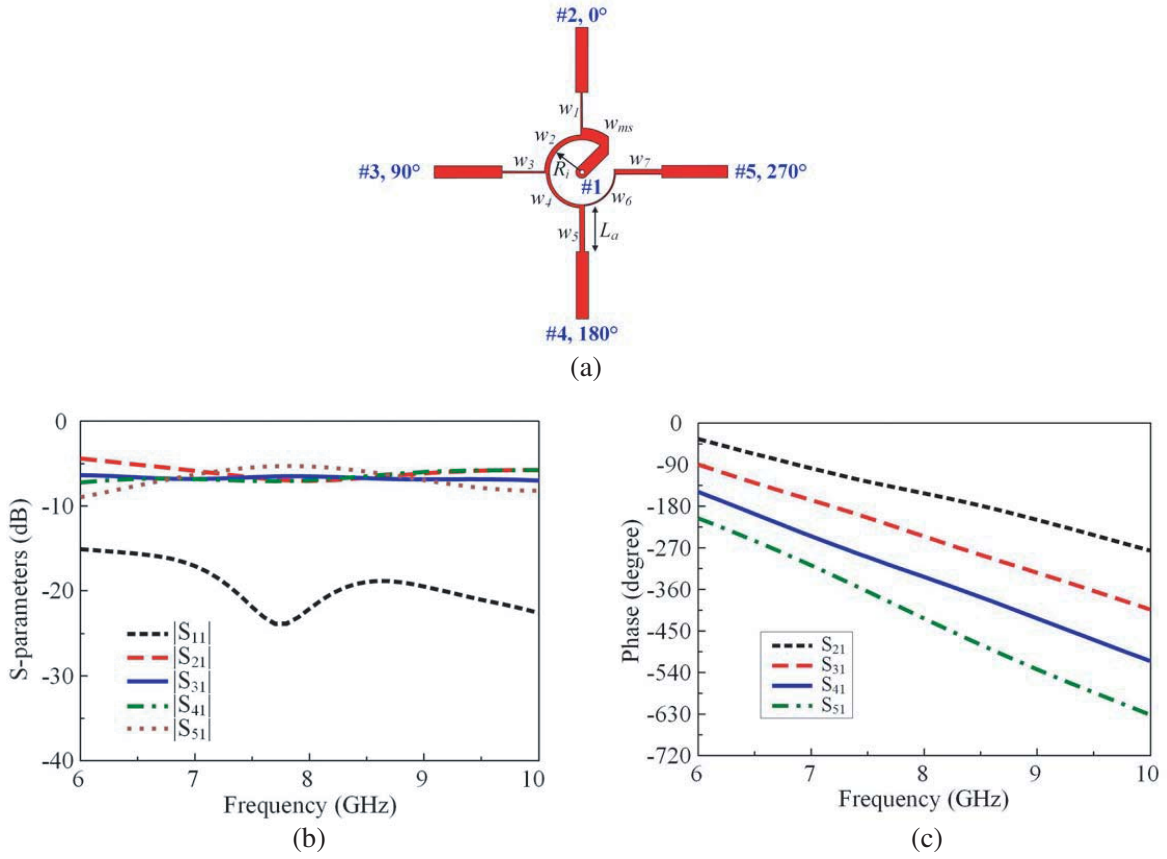 #2, 0°
w1
wms
w2
#3, 90°
w3
Ri
w7
#5, 270°
#1
w4
w6
w5
La
#4, 180°
(a)
0
-10
-20
-30
-40
S-parameters (dB)
|S11|
|S21|
|S31|
|S41|
|S51|
6
7
8
9
10
Frequency (GHz)
(b)
0
-90
-180
-270
-360
-450
-540
-630
-720
Phase (degree)
S21
S31
S41
S51
6
7
8
9
10
Frequency (GHz)
(c)